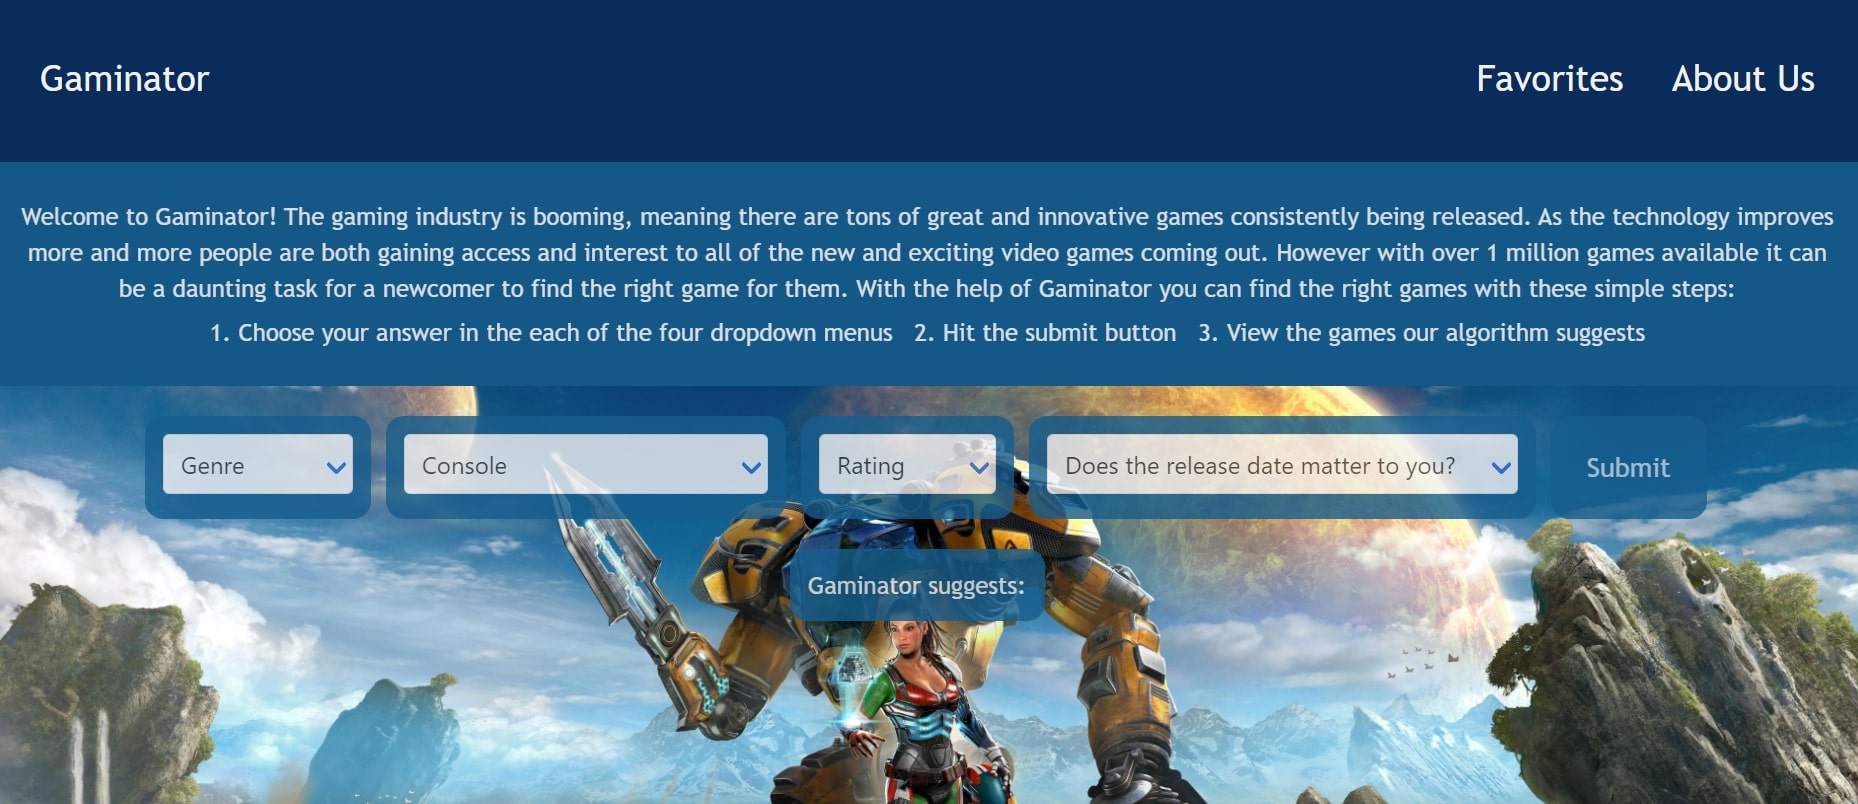 Gaminator Favorites About Us
Welcome to Gaminator! The gaming industry is booming, meaning there are tons of great and innovative games consistently being released. As the technology improves
more and more people are both gaining access and interest to all of the new and exciting video games coming out. However with over 1 million games available it can
be a daunting task for a newcomer to find the right game for them. With the help of Gaminator you can find the right games with these simple steps:
1. Choose your answer in the each of the four dropdown menus 2. Hit the submit button 3. View the games our algorithm suggests
Genre Console Rating Does the release date matter to you? Submit
Gaminator suggests: